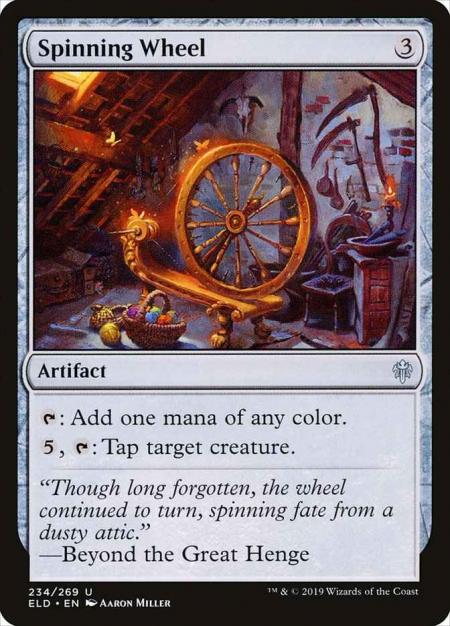 Spinning Wheel 3
Artifact
: Add one mana of any color.
5, : Tap target creature.
“Though long forgotten, the wheel
continued to turn, spinning fate from a
dusty attic.”
—Beyond the Great Henge
234/269 U
ELD • EN Aaron Miller
™ & © 2019 Wizards of the Coast